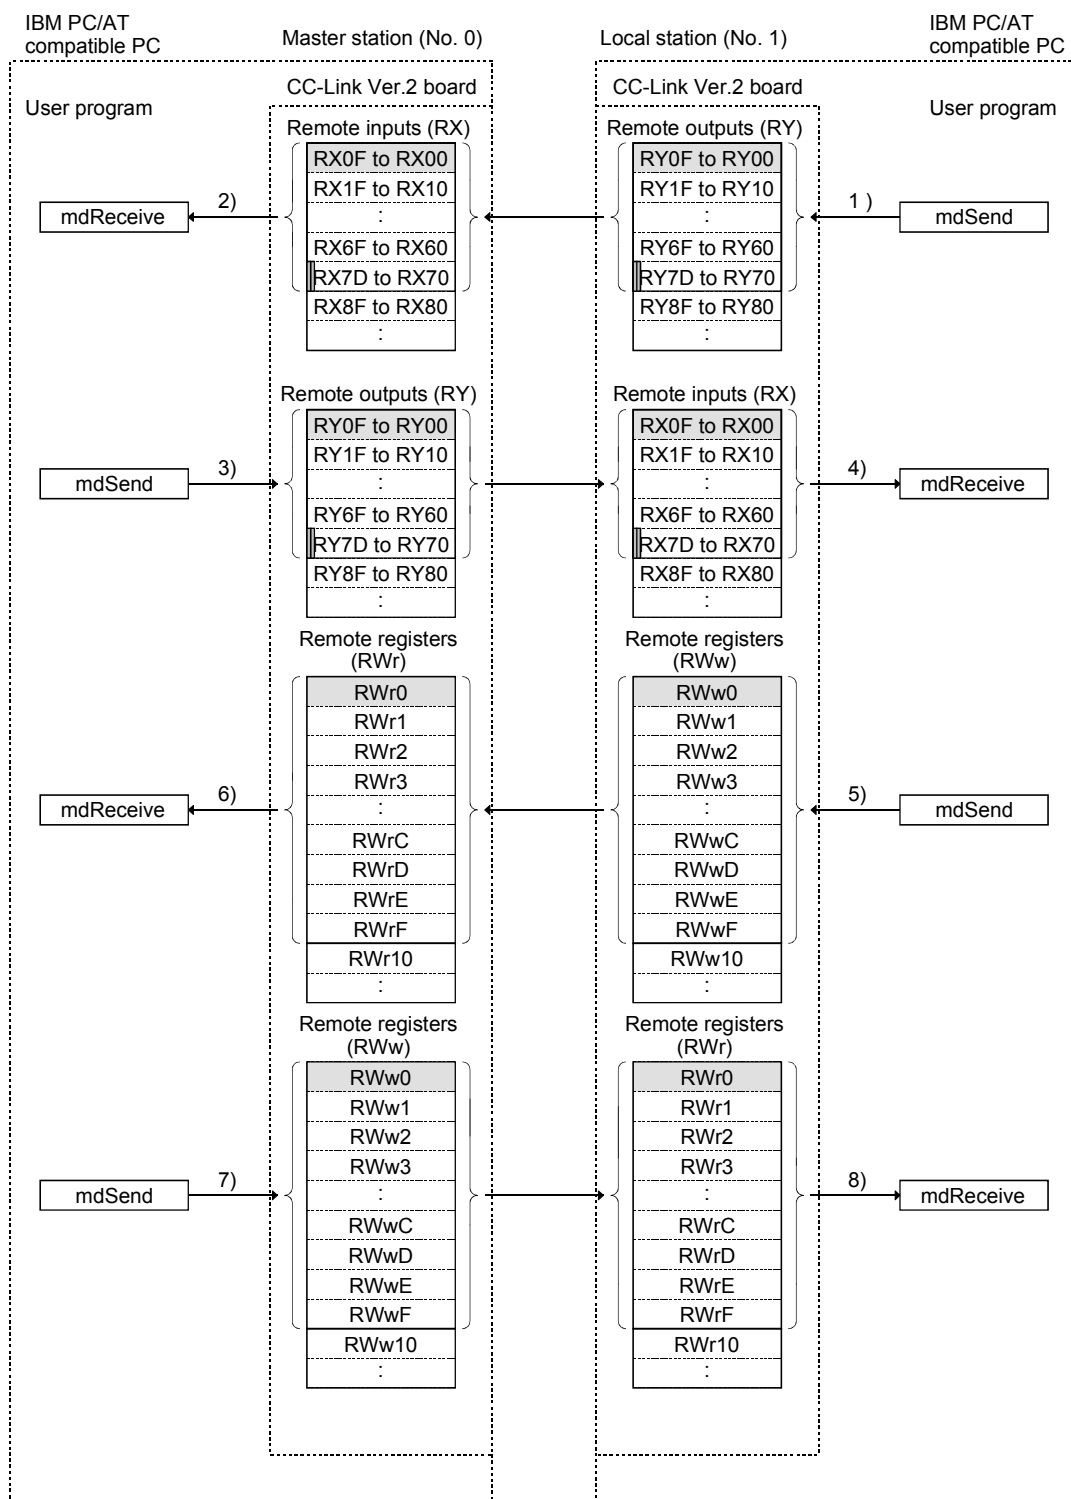 IBM PC/AT
compatible PC
Master station (No. 0)
Local station (No. 1)
IBM PC/AT
compatible PC
User program
CC-Link Ver.2 board
CC-Link Ver.2 board
User program
Remote inputs (RX)
RX0F to RX00
RX1F to RX10
:
RX6F to RX60
RX7D to RX70
RX8F to RX80
:
Remote outputs (RY)
RY0F to RY00
RY1F to RY10
:
RY6F to RY60
RY7D to RY70
RY8F to RY80
:
mdReceive
2)
1 )
mdSend
Remote outputs (RY)
RY0F to RY00
RY1F to RY10
:
RY6F to RY60
RY7D to RY70
RY8F to RY80
:
Remote inputs (RX)
RX0F to RX00
RX1F to RX10
:
RX6F to RX60
RX7D to RX70
RX8F to RX80
:
mdSend
3)
4)
mdReceive
Remote registers
(RWr)
RWr0
RWr1
RWr2
RWr3
:
RWrC
RWrD
RWrE
RWrF
RWr10
:
Remote registers
(RWw)
RWw0
RWw1
RWw2
RWw3
:
RWwC
RWwD
RWwE
RWwF
RWw10
:
mdReceive
6)
5)
mdSend
Remote registers
(RWw)
RWw0
RWw1
RWw2
RWw3
:
RWwC
RWwD
RWwE
RWwF
RWw10
:
Remote registers
(RWr)
RWr0
RWr1
RWr2
RWr3
:
RWrC
RWrD
RWrE
RWrF
RWr10
:
mdSend
7)
8)
mdReceive